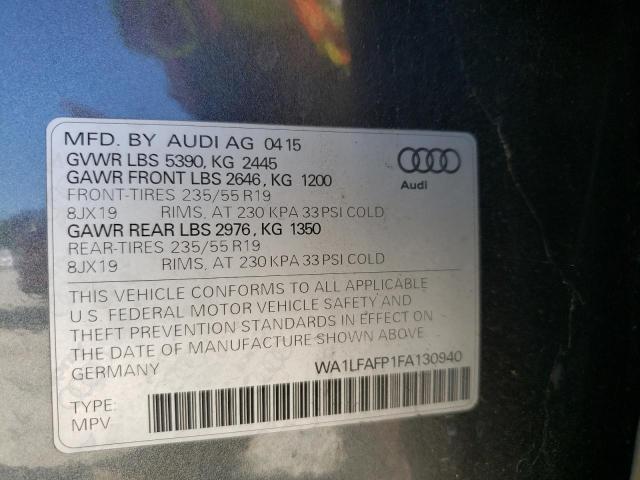 MFD. BY AUDI AG 04 15
GVWR LBS 5390, KG 2445
GAWR FRONT LBS 2646, KG 1200
FRONT-TIRES 235/55 R19
8JX19 RIMS, AT 230 KPA 33 PSI COLD
GAWR REAR LBS 2976, KG 1350
REAR-TIRES 235/55 R19
8JX19 RIMS, AT 230 KPA 33 PSI COLD
Audi
THIS VEHICLE CONFORMS TO ALL APPLICABLE
U.S. FEDERAL MOTOR VEHICLE SAFETY AND
THEFT PREVENTION STANDARDS IN EFFECT ON
THE DATE OF MANUFACTURE SHOWN ABOVE
GERMANY WA1LFAFP1FA130940
TYPE:
MPV